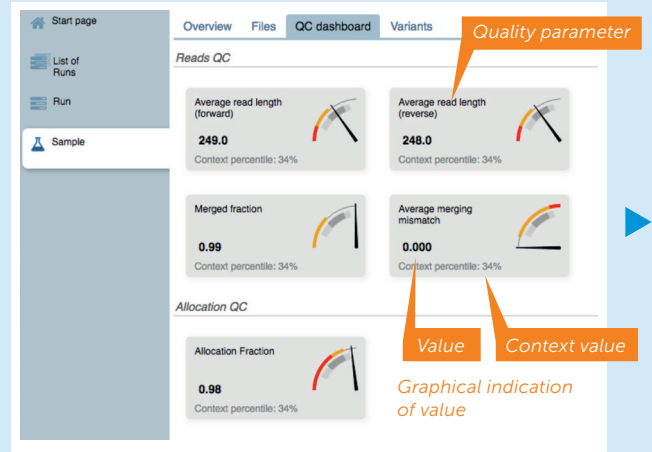 Start page
List of
Runs
Run
Sample
Overview Files QC dashboard Variants
Quality parameter
Reads QC
Average read length
(forward)
249.0
Context percentile: 34%
Average read length
(reverse)
248.0
Context percentile: 34%
Merged fraction
0.99
Context percentile: 34%
Average merging
mismatch
0.000
Context percentile: 34%
Allocation QC
Allocation Fraction
0.98
Context percentile: 34%
Value
Context value
Graphical indication
of value